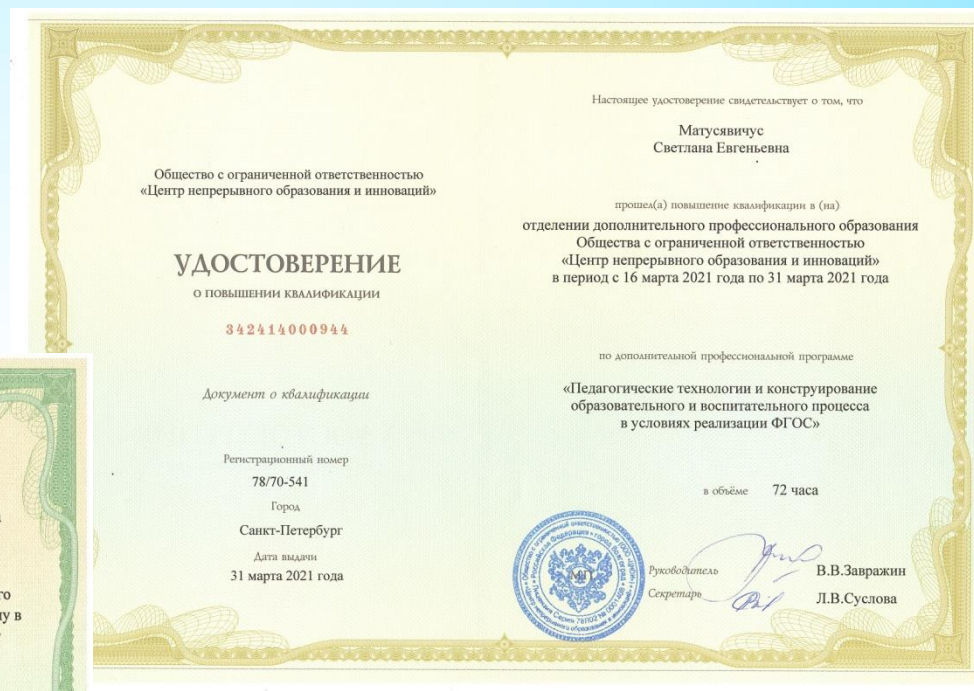 Общество с ограниченной ответственностью
«Центр непрерывного образования и инноваций»
УДОСТОВЕРЕНИЕ
О ПОВЫШЕНИИ КВАЛИФИКАЦИИ
342414000944
Документ о квалификации
Регистрационный номер
78/70-541
Город
Санкт-Петербург
Дата выдачи
31 марта 2021 года
Настоящее удостоверение свидетельствует о том, что
Матусявичус
Светлана Евгеньевна
прошел(а) повышение квалификации в (на)
отделении дополнительного профессионального образования
Общества с ограниченной ответственностью
«Центр непрерывного образования и инноваций»
в период с 16 марта 2021 года по 31 марта 2021 года
по дополнительной профессиональной программе
«Педагогические технологии и конструирование
образовательного и воспитательного процесса
в условиях реализации ФГОС»
в объёме 72 часа
МП
Руководитель В.В.Завражин
Секретарь Л.В.Суслова